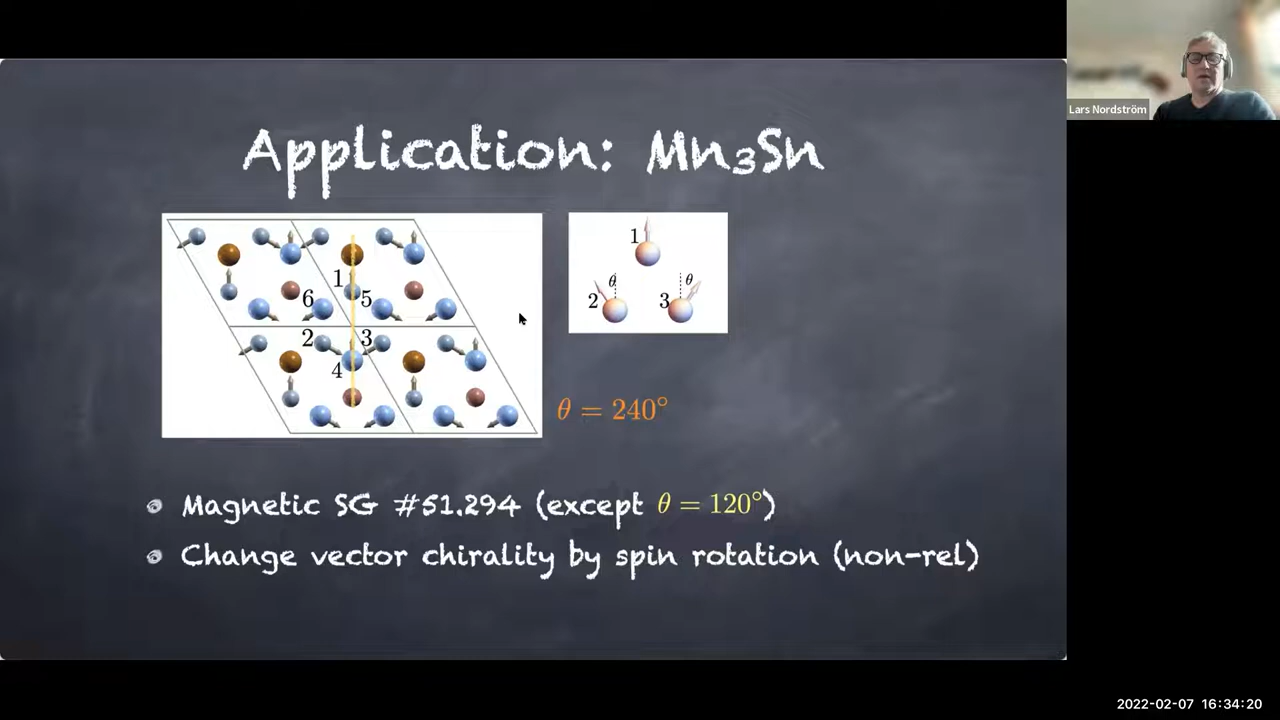 Lars Nordström
Application: Mn₃Sn
1
6
5
2
3
4
1
θ
θ
2
3
θ = 240°
Magnetic SG #51.294 (except θ = 120°)
Change vector chirality by spin rotation (non-rel)
2022-02-07 16:34:20